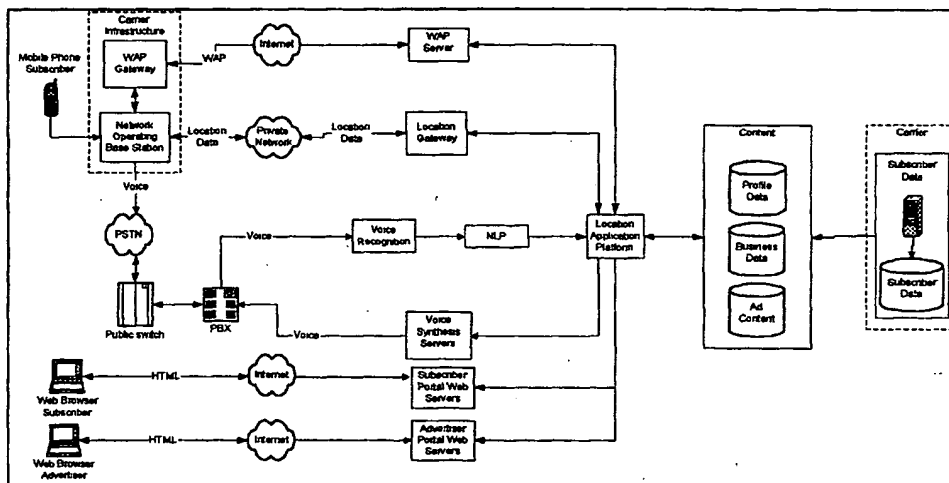 Carrier
Infrastructure
Mobile Phone
Subscriber
WAP
Gateway
WAP
Internet
WAP
Server
Network
Operating
Base Station
Location
Data
Private
Network
Location
Data
Location
Gateway
Voice
PSTN
Public switch
PBX
Voice
Voice
Recognition
NLP
Location
Application
Platform
Voice
Voice
Synthesis
Servers
Content
Profile
Data
Business
Data
Ad
Content
Carrier
Subscriber
Data
Subscriber
Data
Web Browser
Subscriber
HTML
Internet
Subscriber
Portal Web
Servers
Web Browser
Advertiser
HTML
Internet
Advertiser
Portal Web
Servers